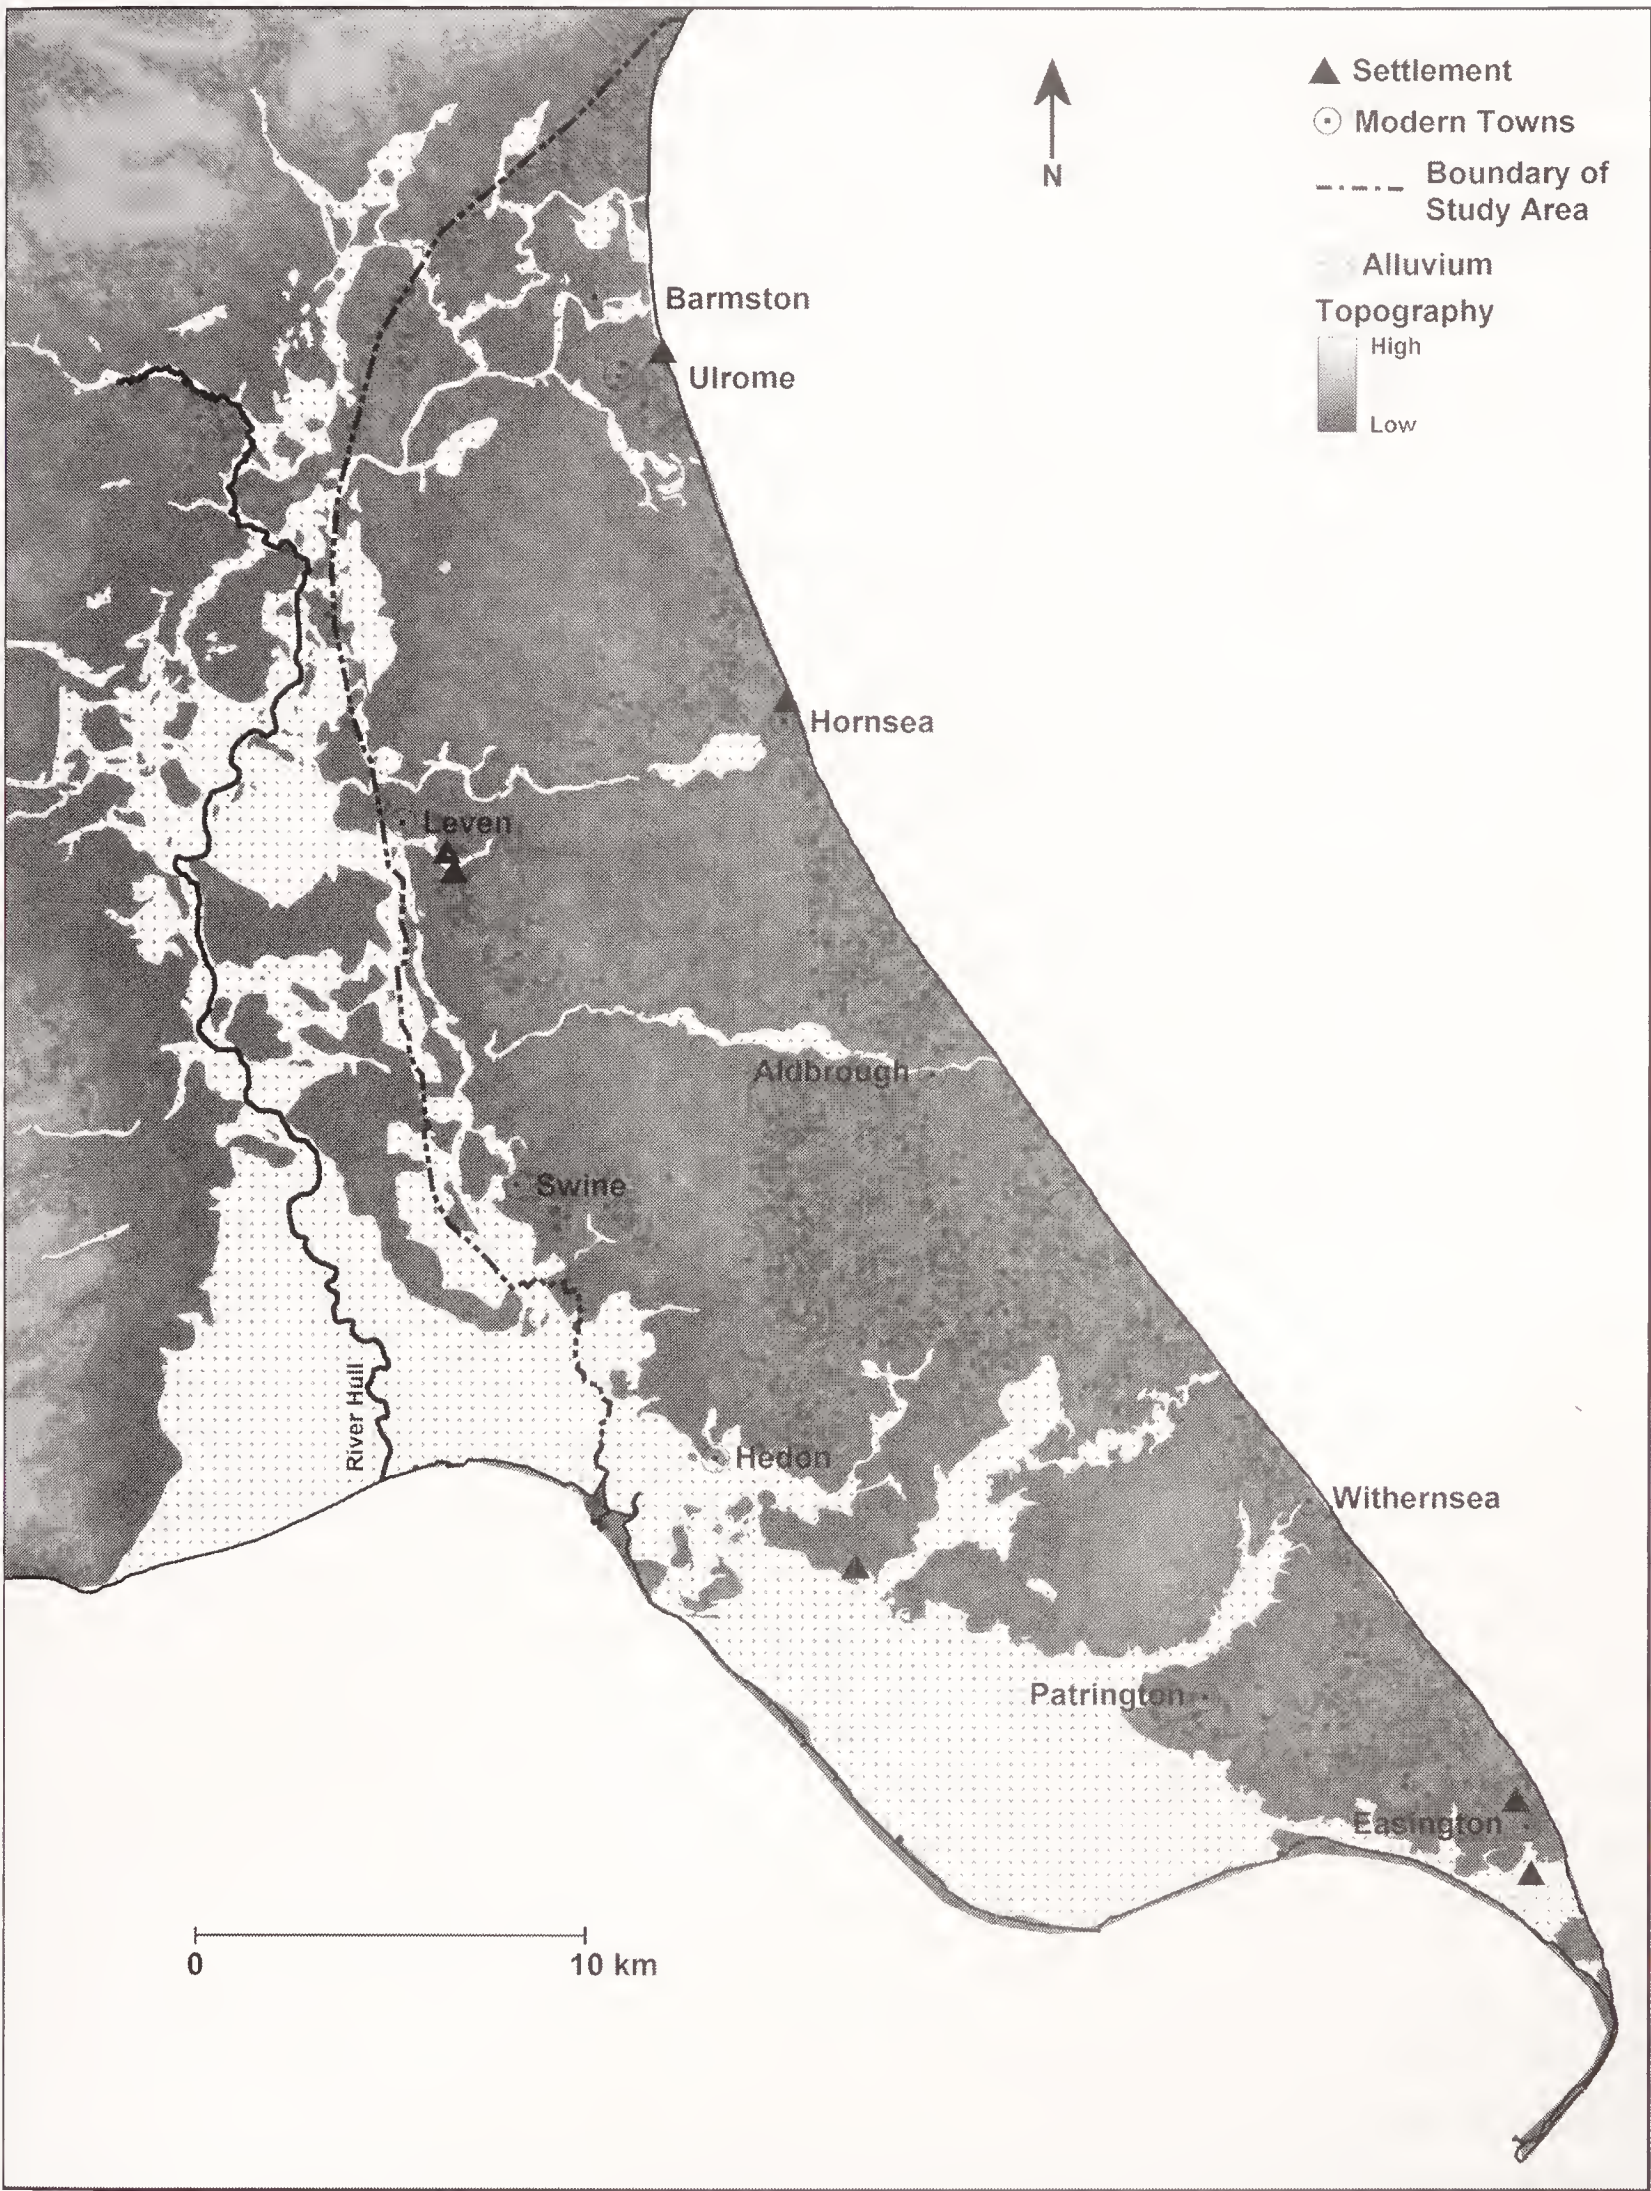 Settlement
Modern Towns
Boundary of
Study Area
Alluvium
Topography
High
Low
N
Barmston
Ulrome
Hornsea
Leven
Aldbrough
Swine
River Hull
Hedon
Withernsea
Patrington
Easington
0
10 km